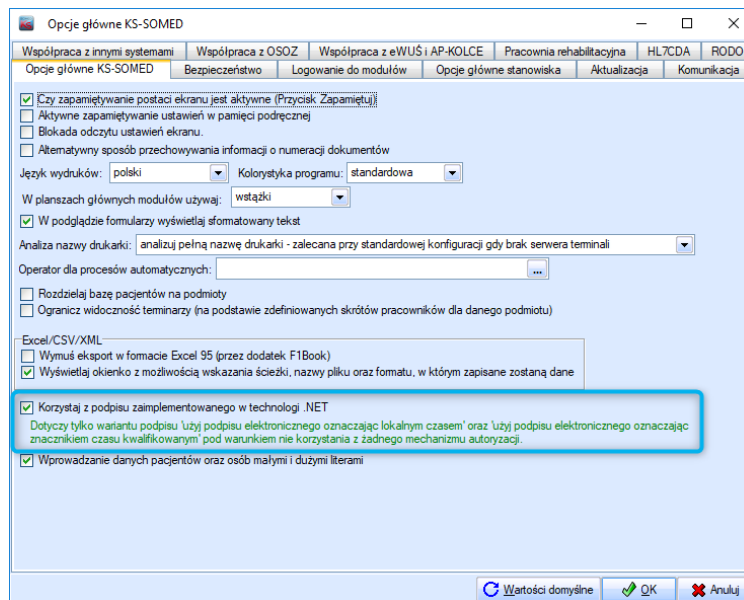 Opcje główne KS-SOMED
Współpraca z innymi systemami Współpraca z OSOZ Współpraca z eWUŚ i AP-KOLCE Pracownia rehabilitacyjna HL7CDA RODO
Opcje główne KS-SOMED Bezpieczeństwo Logowanie do modułów Opcje główne stanowiska Aktualizacja Komunikacja
Czy zapamiętywanie postaci ekranu jest aktywne (Przycisk Zapamiętuj)
Aktywne zapamiętywanie ustawień w pamięci podręcznej
Blokada odczytu ustawień ekranu.
Alternatywny sposób przechowywania informacji o numeracji dokumentów
Język wydruków: polski Kolorystyka programu: standardowa
W planszach głównych modułów używaj: wstążki
W podglądzie formularzy wyświetlaj sformatowany tekst
Analiza nazwy drukarki: analizuj pełną nazwę drukarki - zalecana przy standardowej konfiguracji gdy brak serwera terminali
Operator dla procesów automatycznych: ...
Rozdzielaj bazę pacjentów na podmioty
Ogranicz widoczność terminarzy (na podstawie zdefiniowanych skrótów pracowników dla danego podmiotu)
Excel/CSV/XML
Wymuś eksport w formacie Excel 95 (przez dodatek F1Book)
Wyświetlaj okienko z możliwością wskazania ścieżki, nazwy pliku oraz formatu, w którym zapisane zostaną dane
Korzystaj z podpisu zaimplementowanego w technologi .NET
Dotyczy tylko wariantu podpisu 'użyj podpisu elektronicznego oznaczając lokalnym czasem' oraz 'użyj podpisu elektronicznego oznaczając
znacznikiem czasu kwalifikowanym' pod warunkiem nie korzystania z żadnego mechanizmu autoryzacji.
Wprowadzanie danych pacjentów oraz osób małymi i dużymi literami
Wartości domyślne OK Anuluj